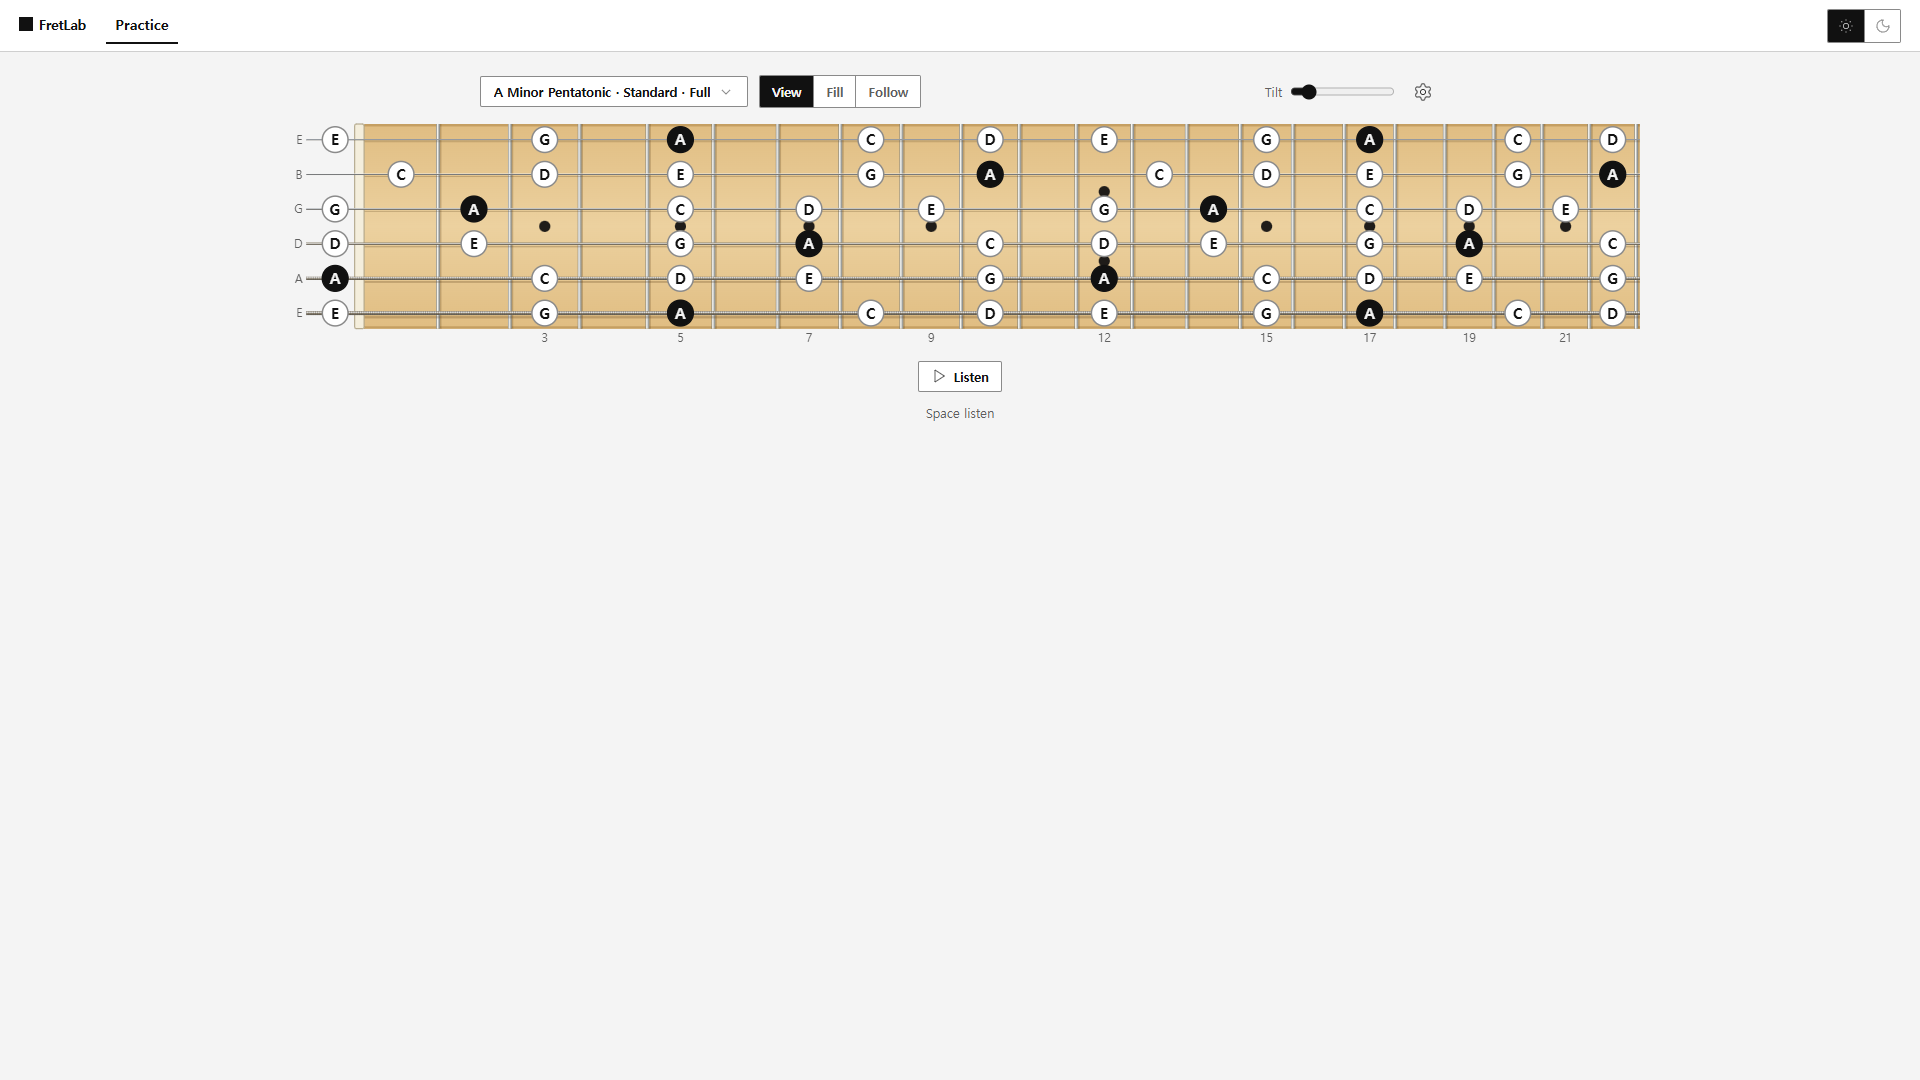 FretLab Practice
A Minor Pentatonic · Standard · Full View Fill Follow Tilt
E E G A C D E G A C D
B C D E G A C D E G A
G G A C D E G A C D E
D D E G A C D E G A C
A A C D E G A C D E G
E E G A C D E G A C D
3 5 7 9 12 15 17 19 21
Listen
Space listen